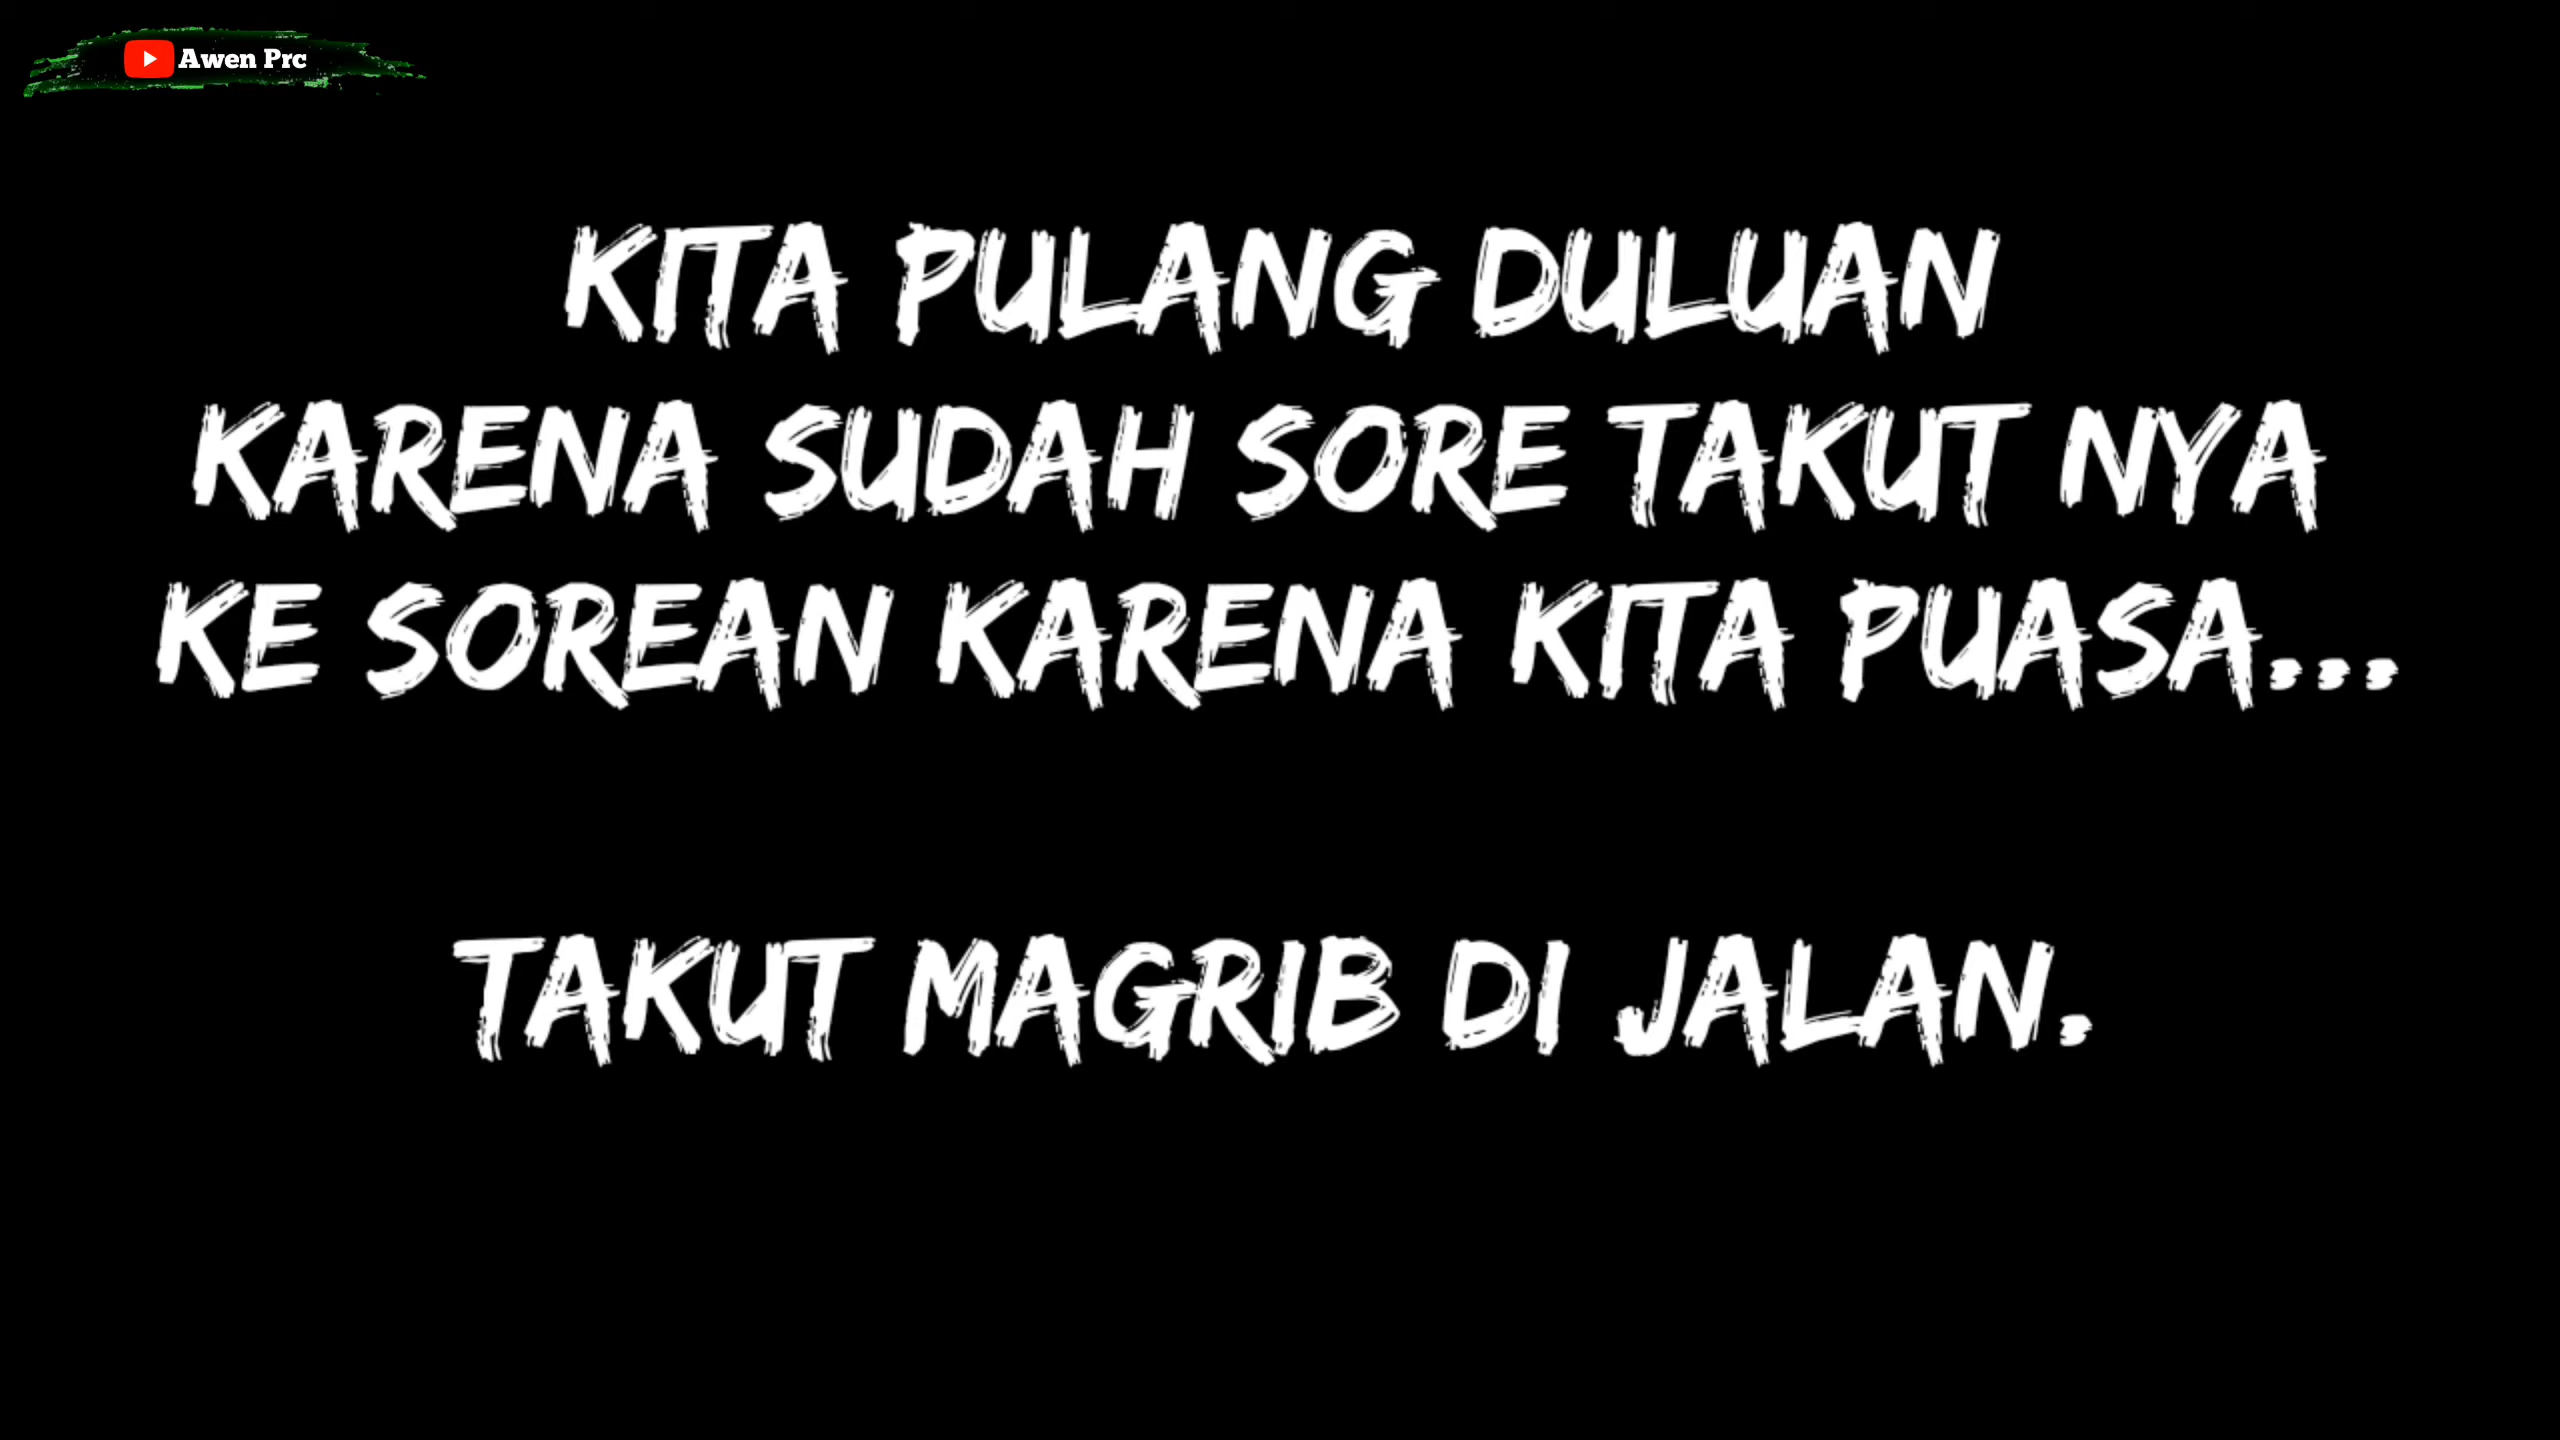 Awen Prc
KITA PULANG DULUAN
KARENA SUDAH SORE TAKUT NYA
KE SOREAN KARENA KITA PUASA...
TAKUT MAGRIB DI JALAN.